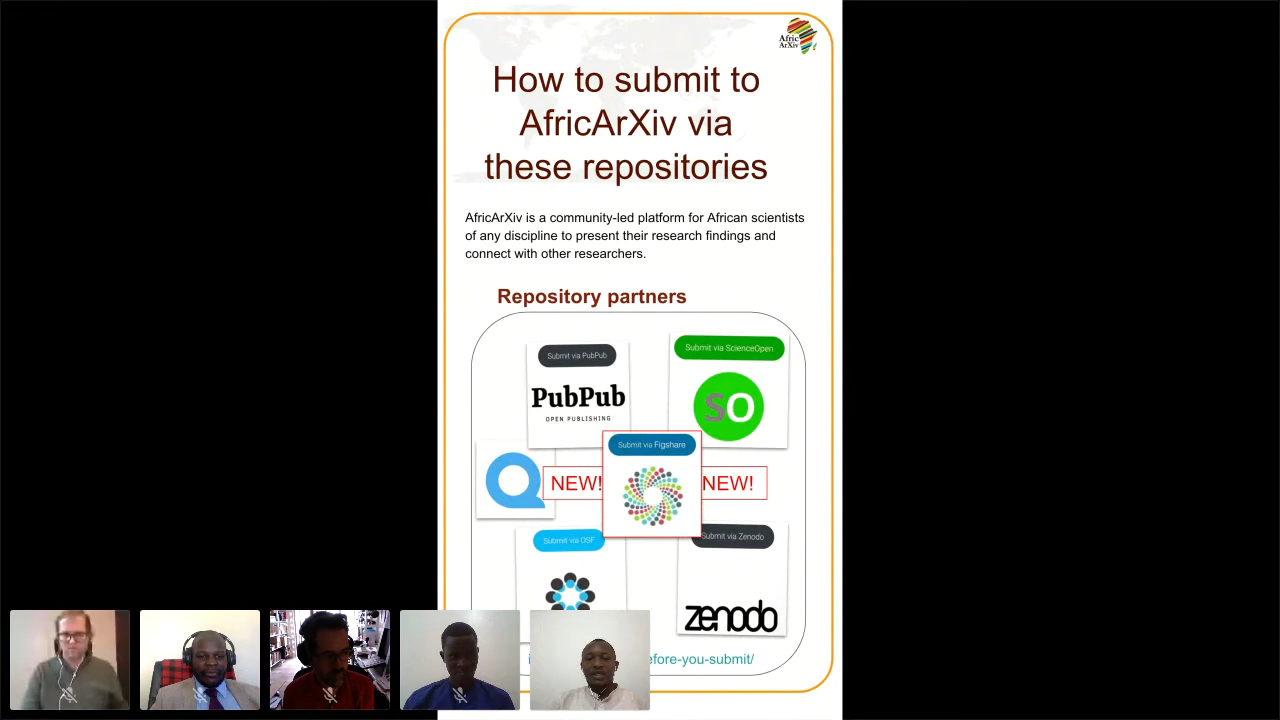 Afric
ArXiv
How to submit to
AfricArXiv via
these repositories
AfricArXiv is a community-led platform for African scientists
of any discipline to present their research findings and
connect with other researchers.
Repository partners
Submit via PubPub
Submit via ScienceOpen
PubPub
OPEN PUBLISHING
SO
Submit via Figshare
NEW!
NEW!
Submit via OSF
Submit via Zenodo
zenodo
efore-you-submit/